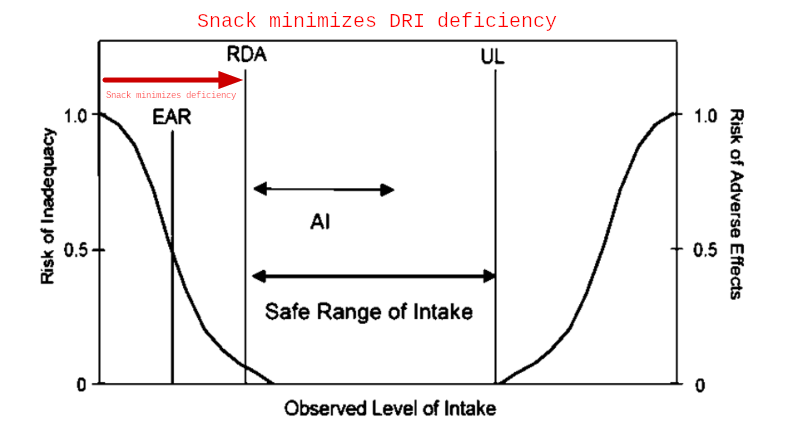 Snack minimizes DRI deficiency
RDA
UL
Snack minimizes deficiency
EAR
1.0
1.0
Risk of Inadequacy
Risk of Adverse Effects
AI
0.5
0.5
Safe Range of Intake
0
0
Observed Level of Intake